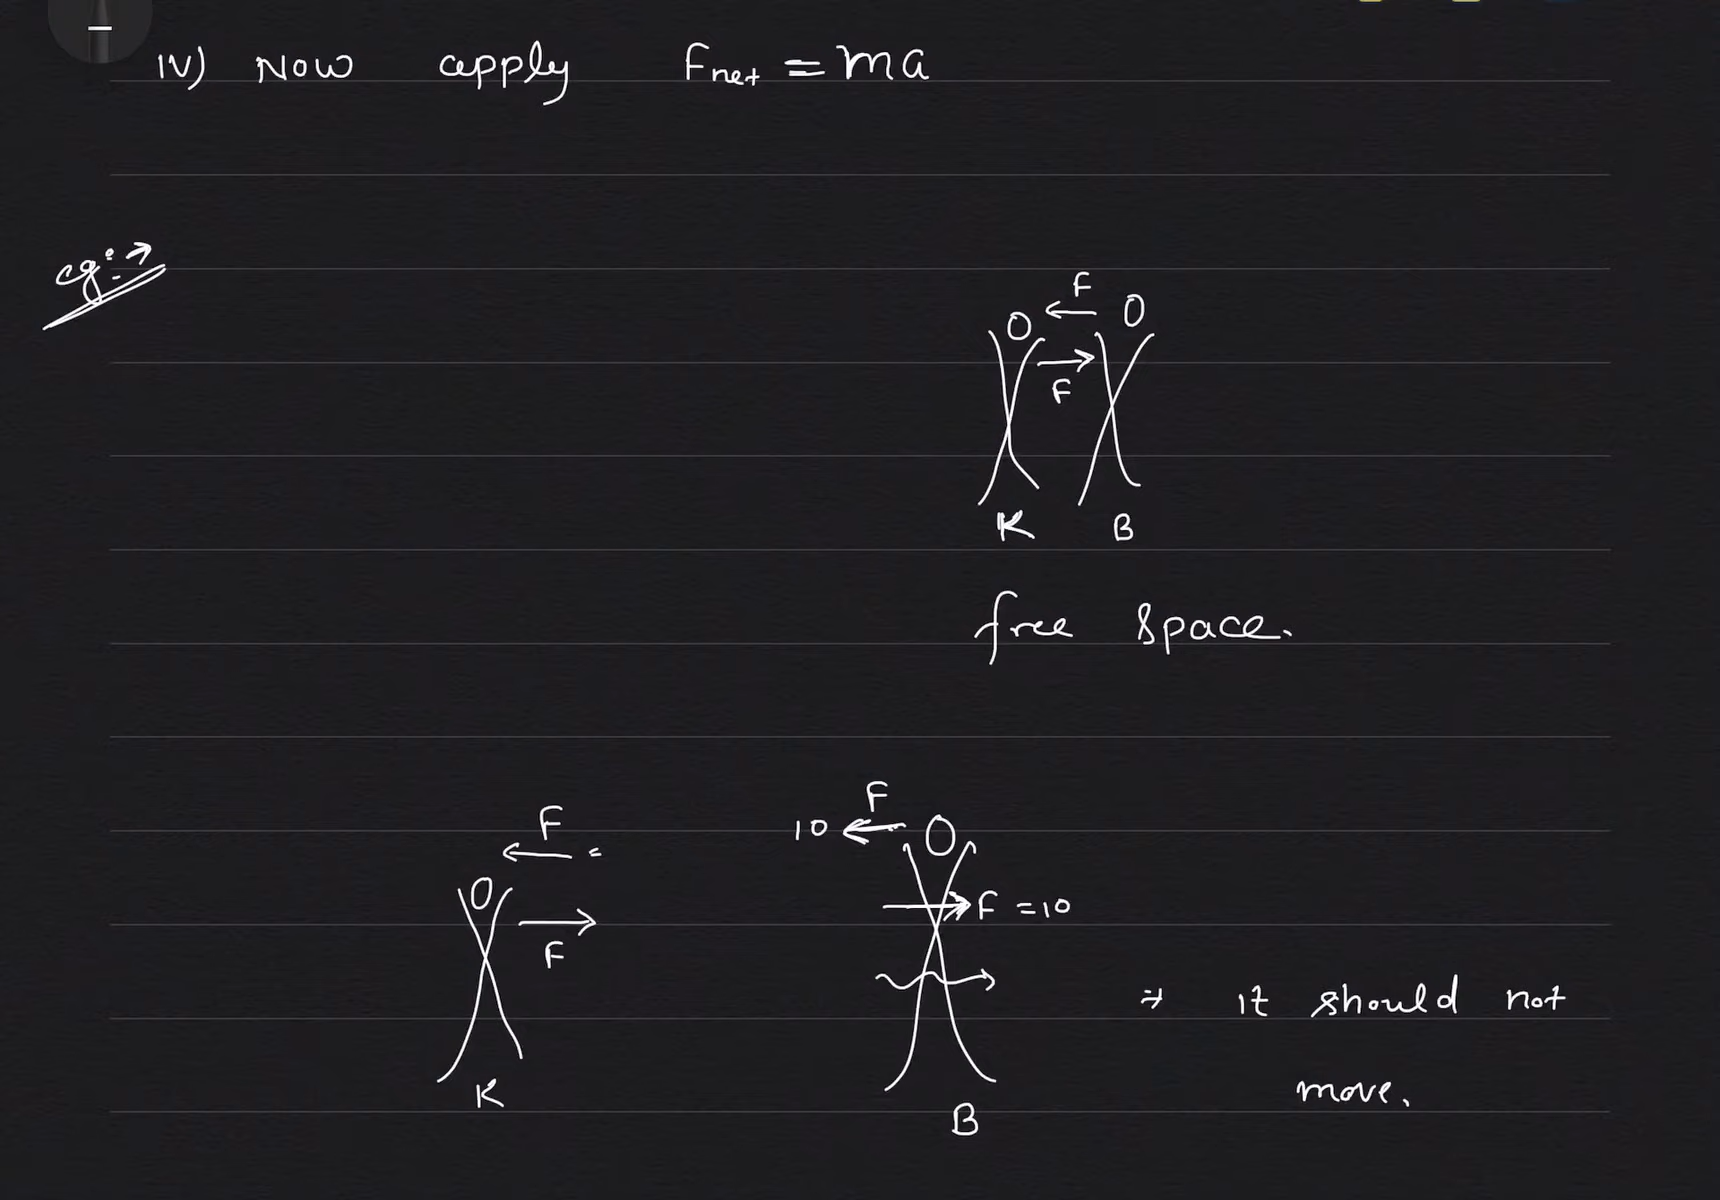 IV) Now apply Fnet = ma
eg:→
F
F
K B
free space.
F
F
10
F = 10
F
⇒ it should not
move.
K
B